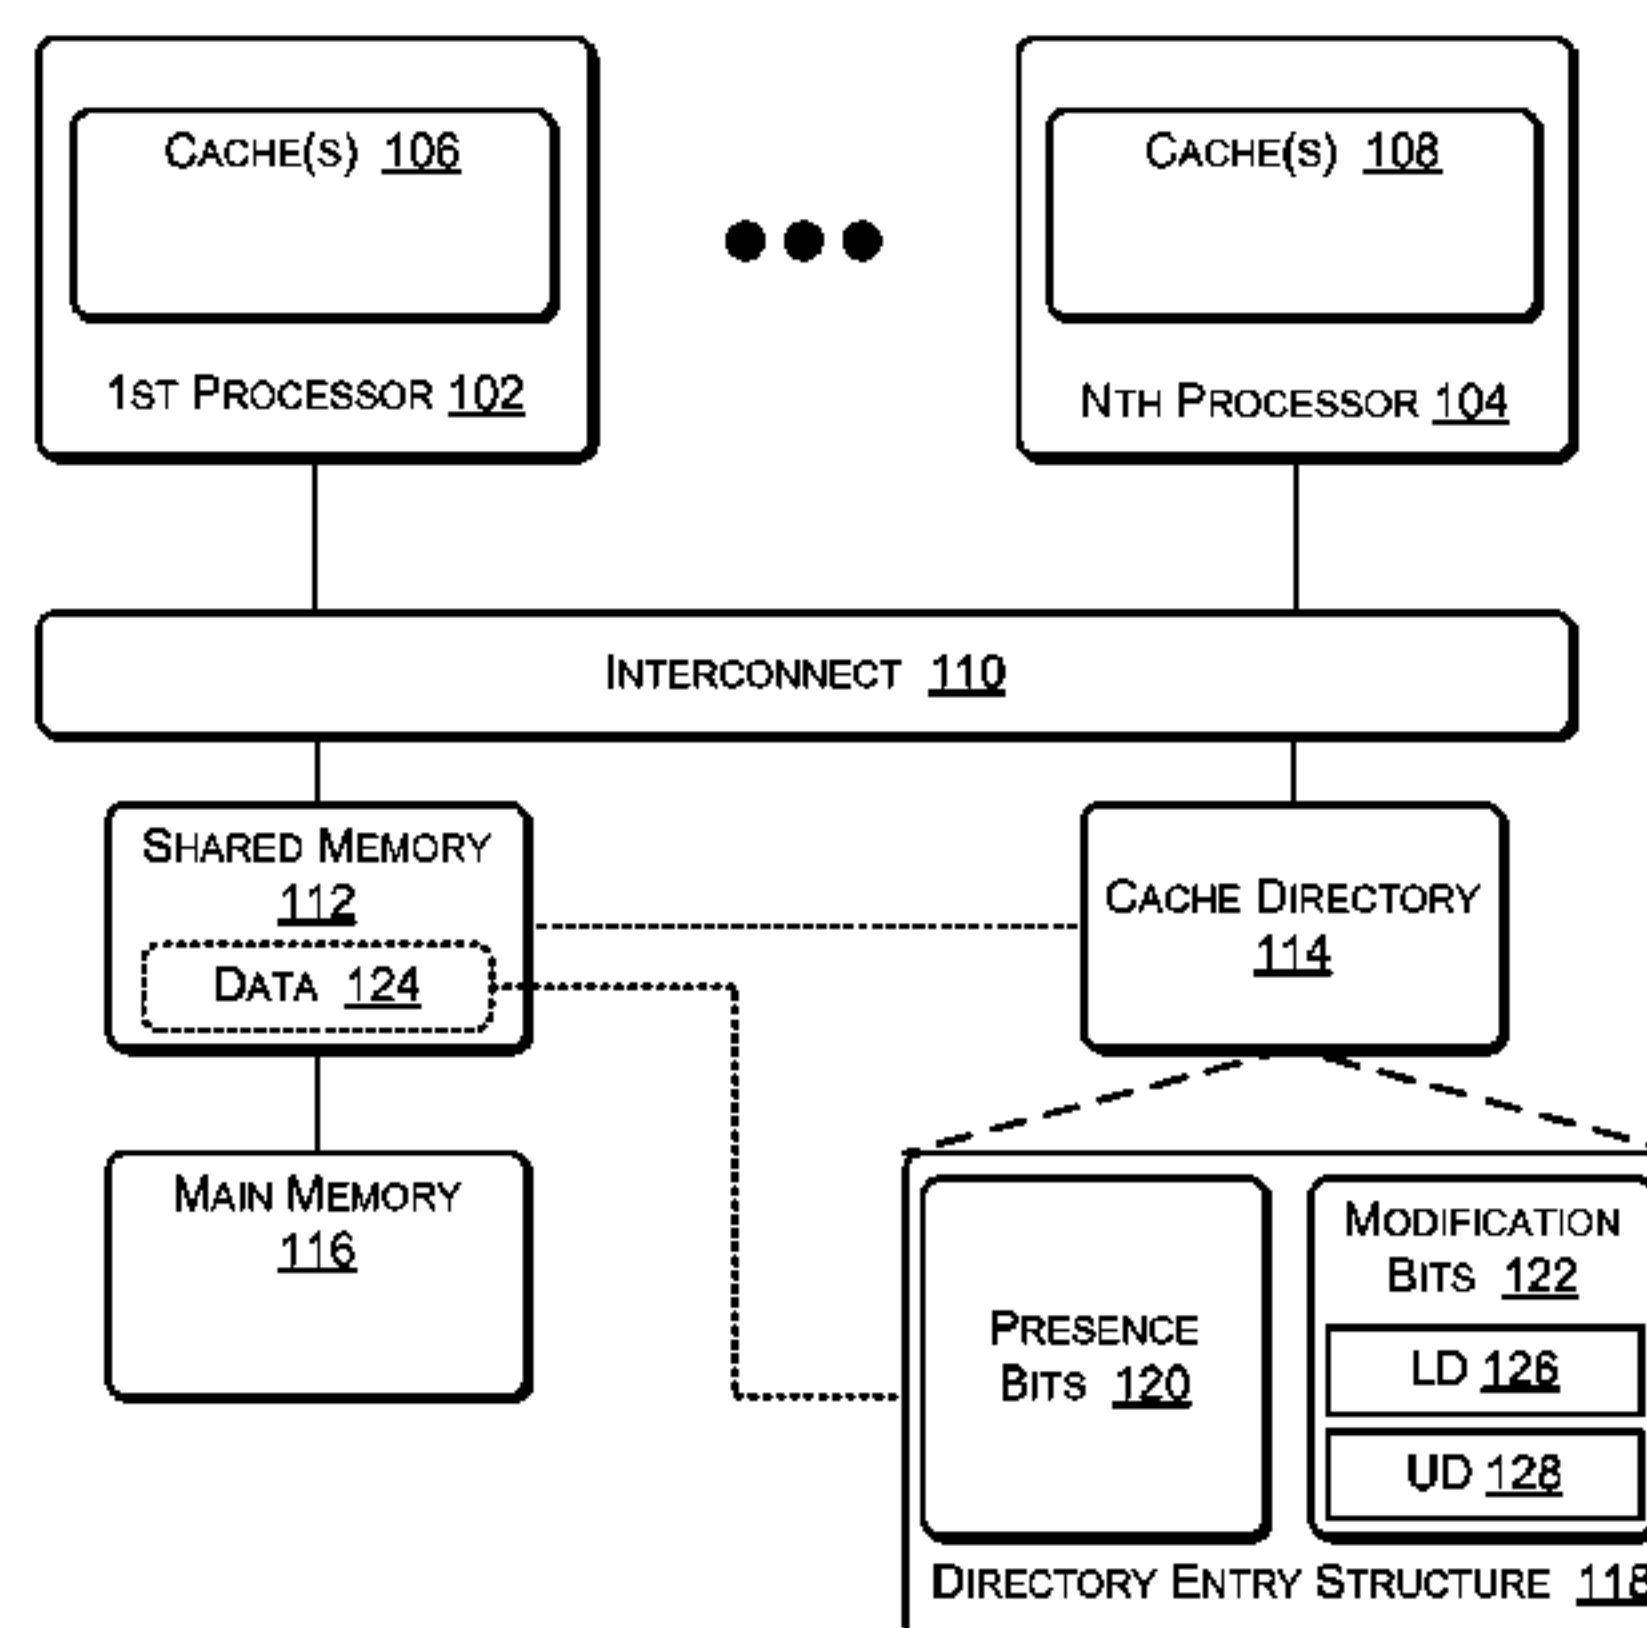 CACHE(S) 106
CACHE(S) 108
1ST PROCESSOR 102
NTH PROCESSOR 104
INTERCONNECT 110
SHARED MEMORY
112
DATA 124
CACHE DIRECTORY
114
MAIN MEMORY
116
PRESENCE
BITS 120
MODIFICATION
BITS 122
LD 126
UD 128
DIRECTORY ENTRY STRUCTURE 118